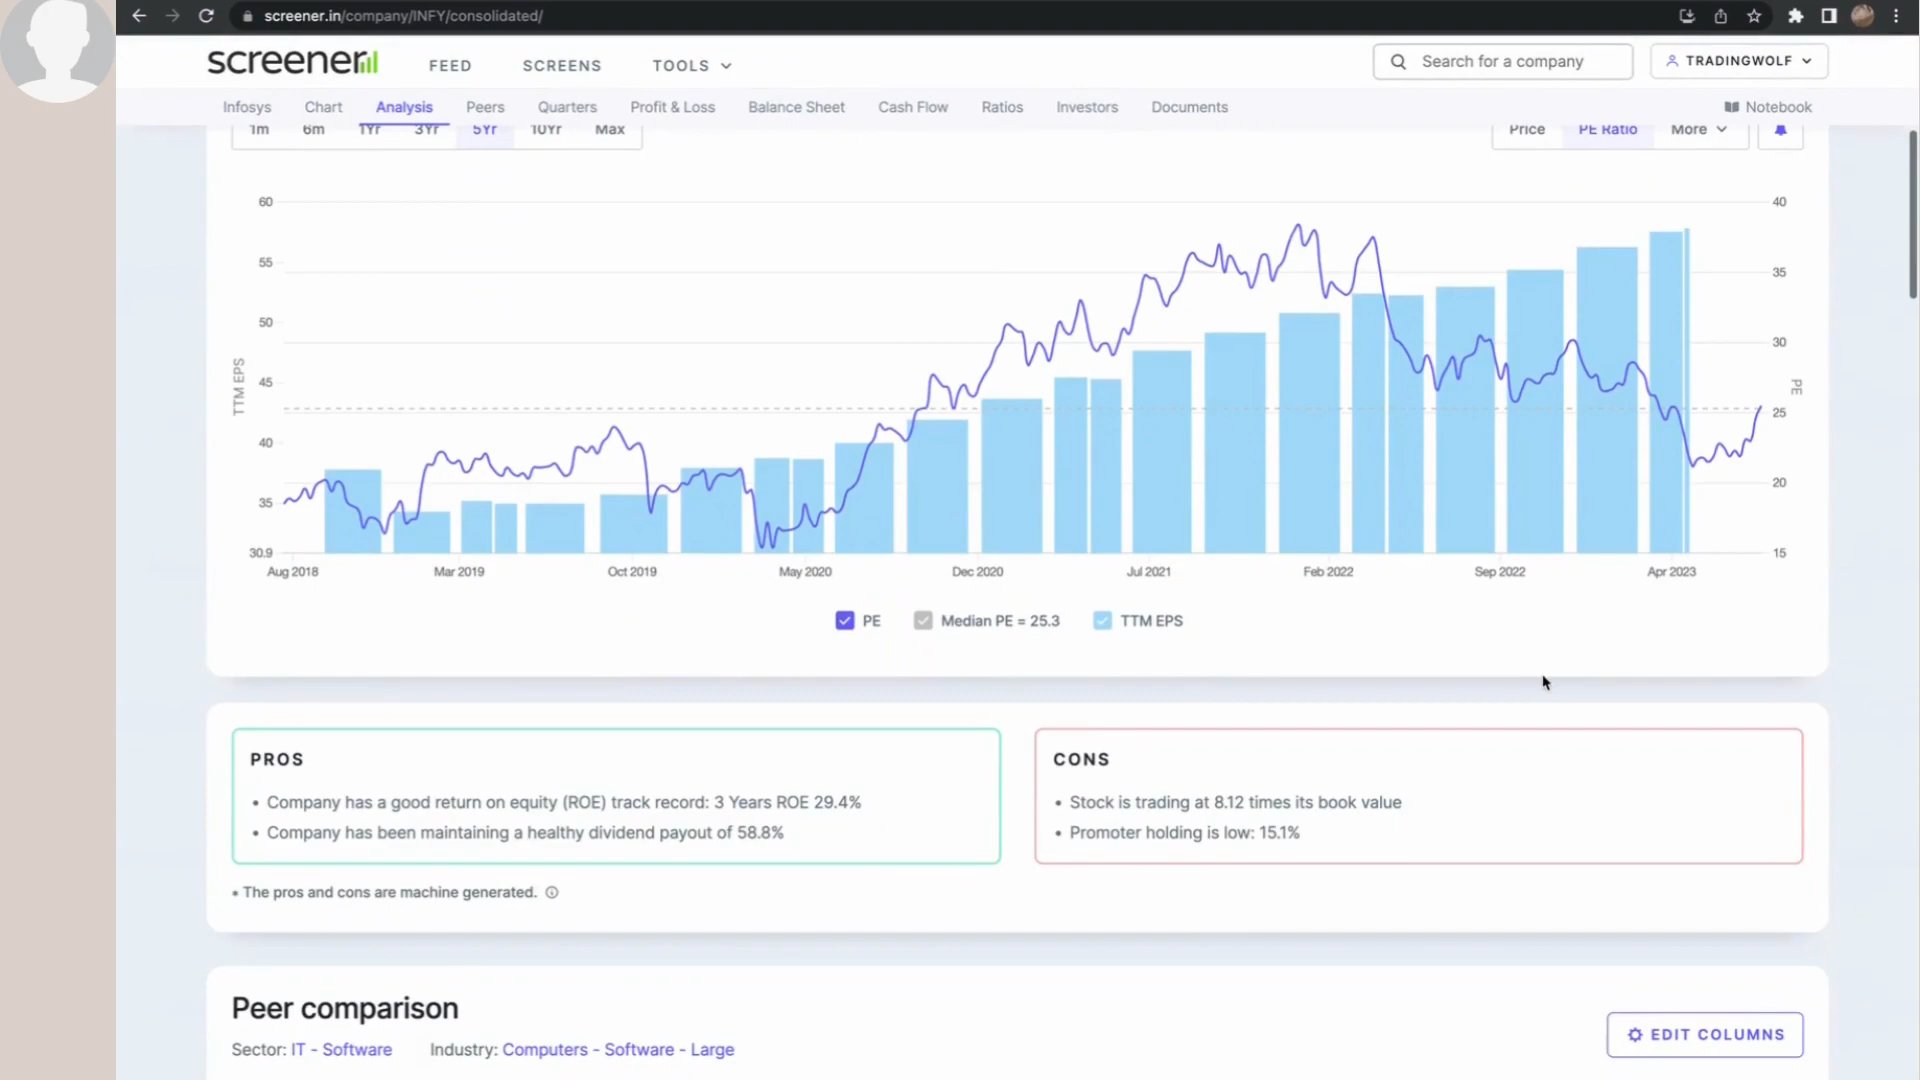 screener.in/company/INFY/consolidated/
screener FEED SCREENS TOOLS Search for a company TRADINGWOLF
Infosys Chart Analysis Peers Quarters Profit & Loss Balance Sheet Cash Flow Ratios Investors Documents Notebook
1m 6m 1Yr 3Yr 5Yr 10Yr Max Price PE Ratio More
60 40
55 35
50 30
45
TTM EPS PE
25
40
20
35
30.9 15
Aug 2018 Mar 2019 Oct 2019 May 2020 Dec 2020 Jul 2021 Feb 2022 Sep 2022 Apr 2023
PE Median PE = 25.3 TTM EPS
PROS
• Company has a good return on equity (ROE) track record: 3 Years ROE 29.4%
• Company has been maintaining a healthy dividend payout of 58.8%
CONS
• Stock is trading at 8.12 times its book value
• Promoter holding is low: 15.1%
* The pros and cons are machine generated.
Peer comparison
Sector: IT - Software Industry: Computers - Software - Large
EDIT COLUMNS